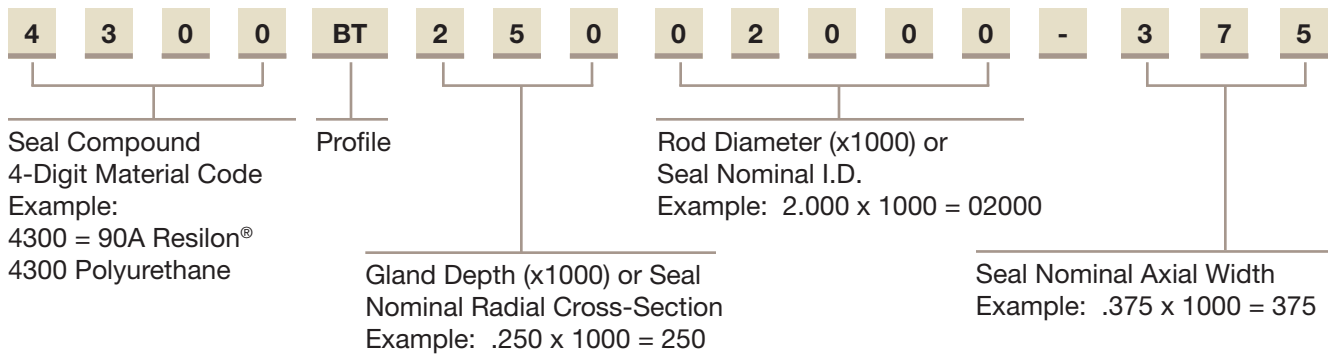 4 3 0 0 BT 2 5 0 0 2 0 0 0 - 3 7 5
Seal Compound
4-Digit Material Code
Example:
4300 = 90A Resilon®
4300 Polyurethane
Profile
Gland Depth (x1000) or Seal
Nominal Radial Cross-Section
Example: .250 x 1000 = 250
Rod Diameter (x1000) or
Seal Nominal I.D.
Example: 2.000 x 1000 = 02000
Seal Nominal Axial Width
Example: .375 x 1000 = 375